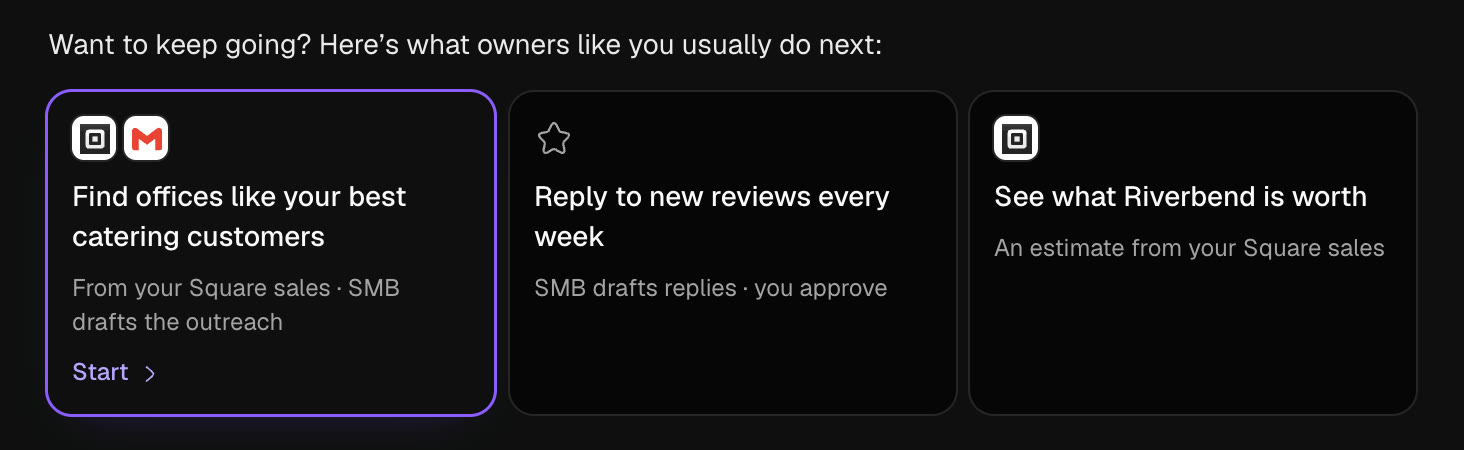 Want to keep going? Here’s what owners like you usually do next:
Find offices like your best
catering customers
From your Square sales · SMB
drafts the outreach
Start
Reply to new reviews every
week
SMB drafts replies · you approve
See what Riverbend is worth
An estimate from your Square sales